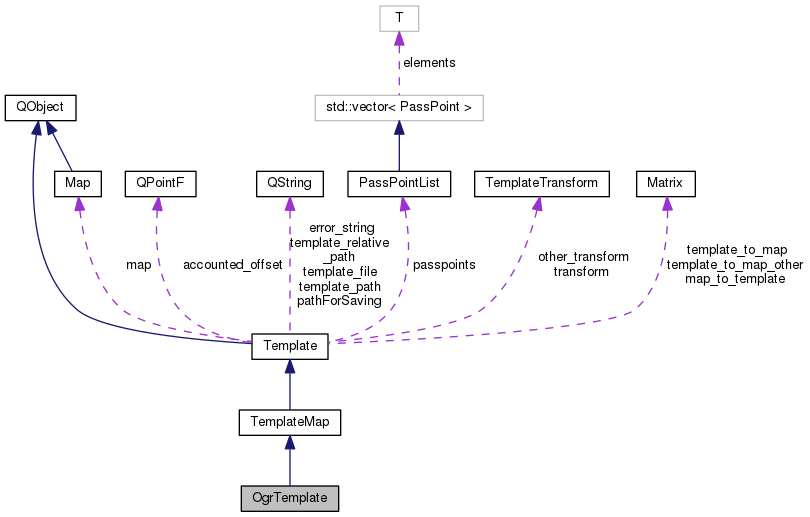 T
elements
QObject
std::vector< PassPoint >
Map
QPointF
QString
PassPointList
TemplateTransform
Matrix
map
accounted_offset
error_string
template_relative
_path
template_file
template_path
pathForSaving
passpoints
other_transform
transform
template_to_map
template_to_map_other
map_to_template
Template
TemplateMap
OgrTemplate